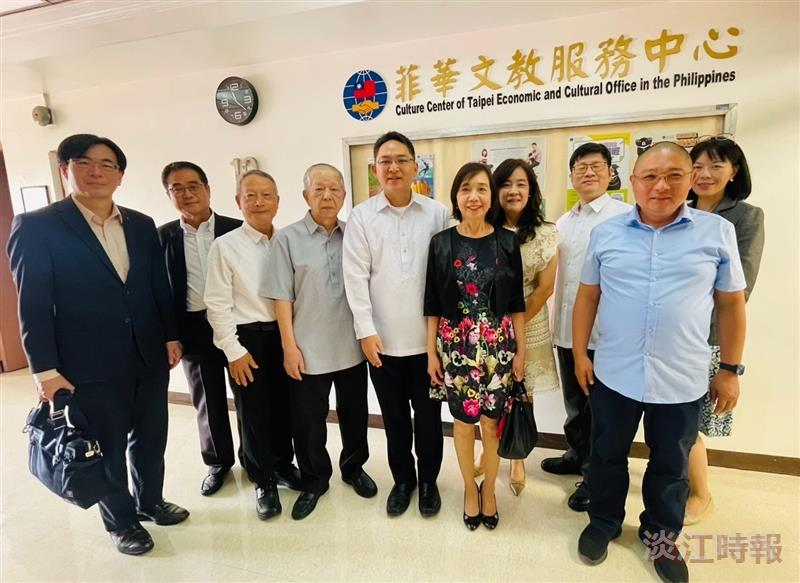 菲華文教服務中心
Culture Center of Taipei Economic and Cultural Office in the Philippines
淡江時報